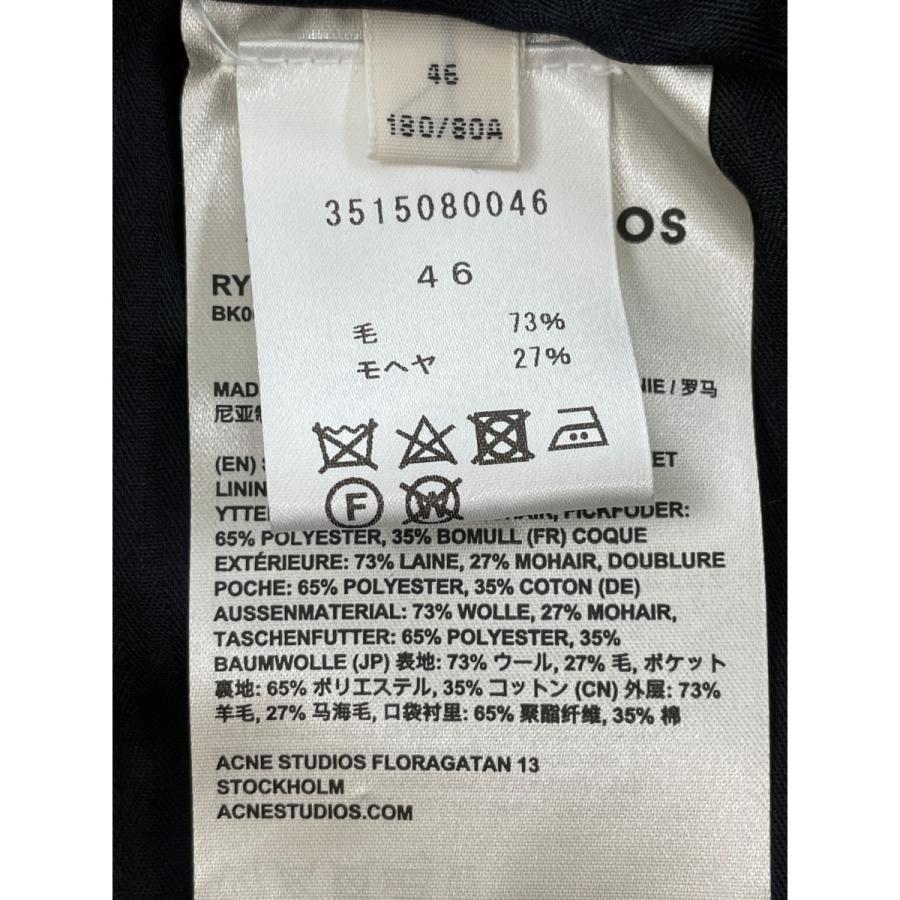 46
180/80A
3515080046
OS
46
RY
BK0
毛 73%
モヘヤ 27%
MAD NIE / 罗马
尼亚
(EN) ET
LININ
YTTE HAIR, FICKFODER:
F W
65% POLYESTER, 35% BOMULL (FR) COQUE
EXTÉRIEURE: 73% LAINE, 27% MOHAIR, DOUBLURE
POCHE: 65% POLYESTER, 35% COTON (DE)
AUSSENMATERIAL: 73% WOLLE, 27% MOHAIR,
TASCHENFUTTER: 65% POLYESTER, 35%
BAUMWOLLE (JP) 表地: 73% ウール, 27% 毛, ポケット
裏地: 65% ポリエステル, 35% コットン (CN) 外层: 73%
羊毛, 27% 马海毛, 口袋衬里: 65% 聚酯纤维, 35% 棉
ACNE STUDIOS FLORAGATAN 13
STOCKHOLM
ACNESTUDIOS.COM